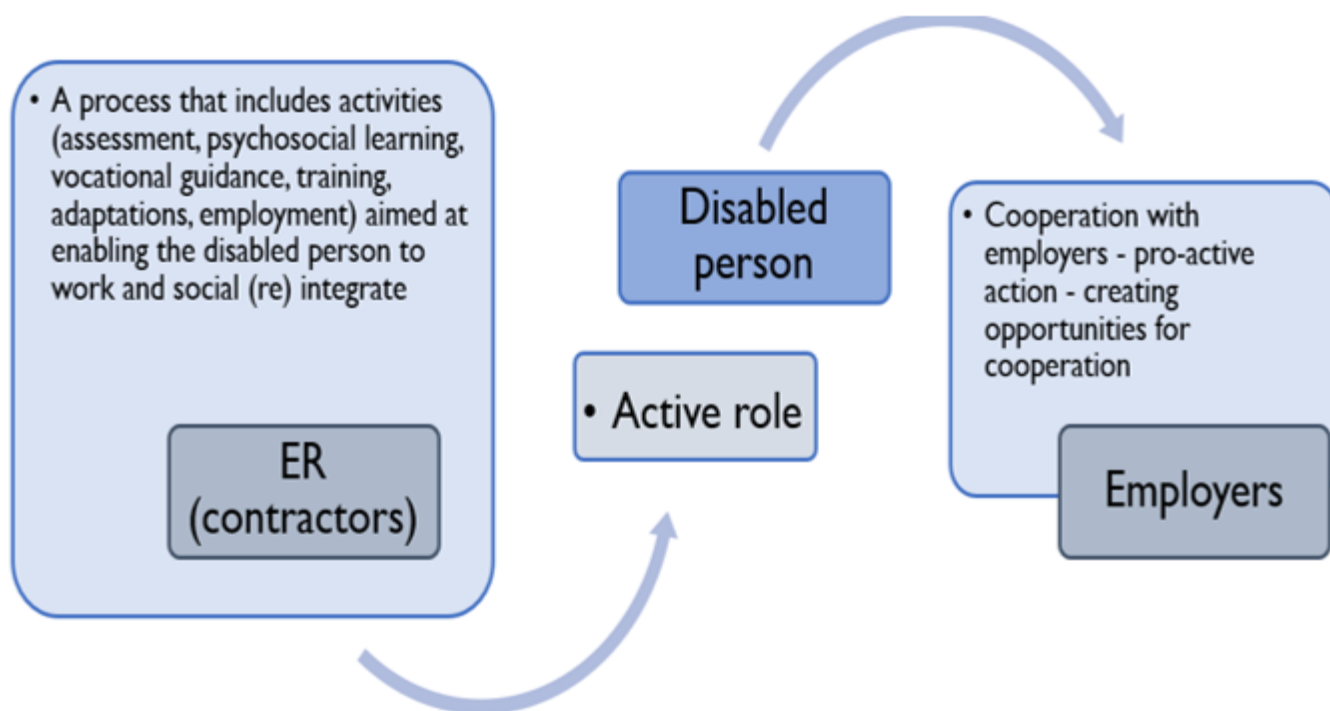 • A process that includes activities
(assessment, psychosocial learning,
vocational guidance, training,
adaptations, employment) aimed at
enabling the disabled person to
work and social (re) integrate
ER
(contractors)
Disabled
person
• Active role
• Cooperation with
employers - pro-active
action - creating
opportunities for
cooperation
Employers